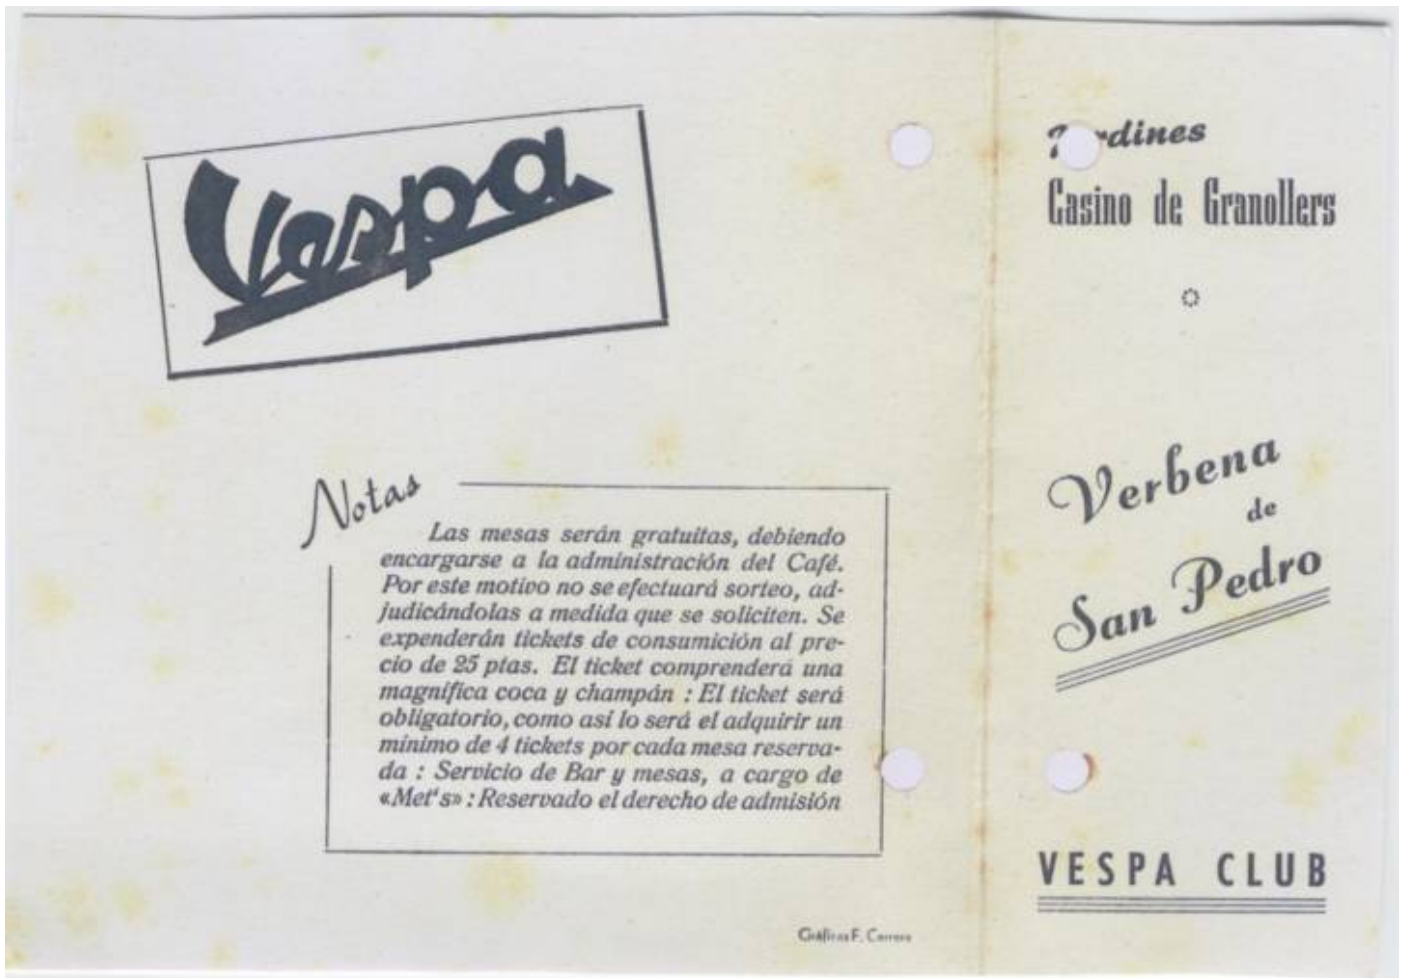 Vespa
Notas
Las mesas serán gratuitas, debiendo
encargarse a la administración del Café.
Por este motivo no se efectuará sorteo, ad-
judicándolas a medida que se soliciten. Se
expenderán tickets de consumición al pre-
cio de 25 ptas. El ticket comprenderá una
magnífica coca y champán : El ticket será
obligatorio, como así lo será el adquirir un
mínimo de 4 tickets por cada mesa reserva-
da : Servicio de Bar y mesas, a cargo de
«Met's» : Reservado el derecho de admisión
Gráficas F.
Casino de Granollers
Verbena
de
San Pedro
VESPA CLUB